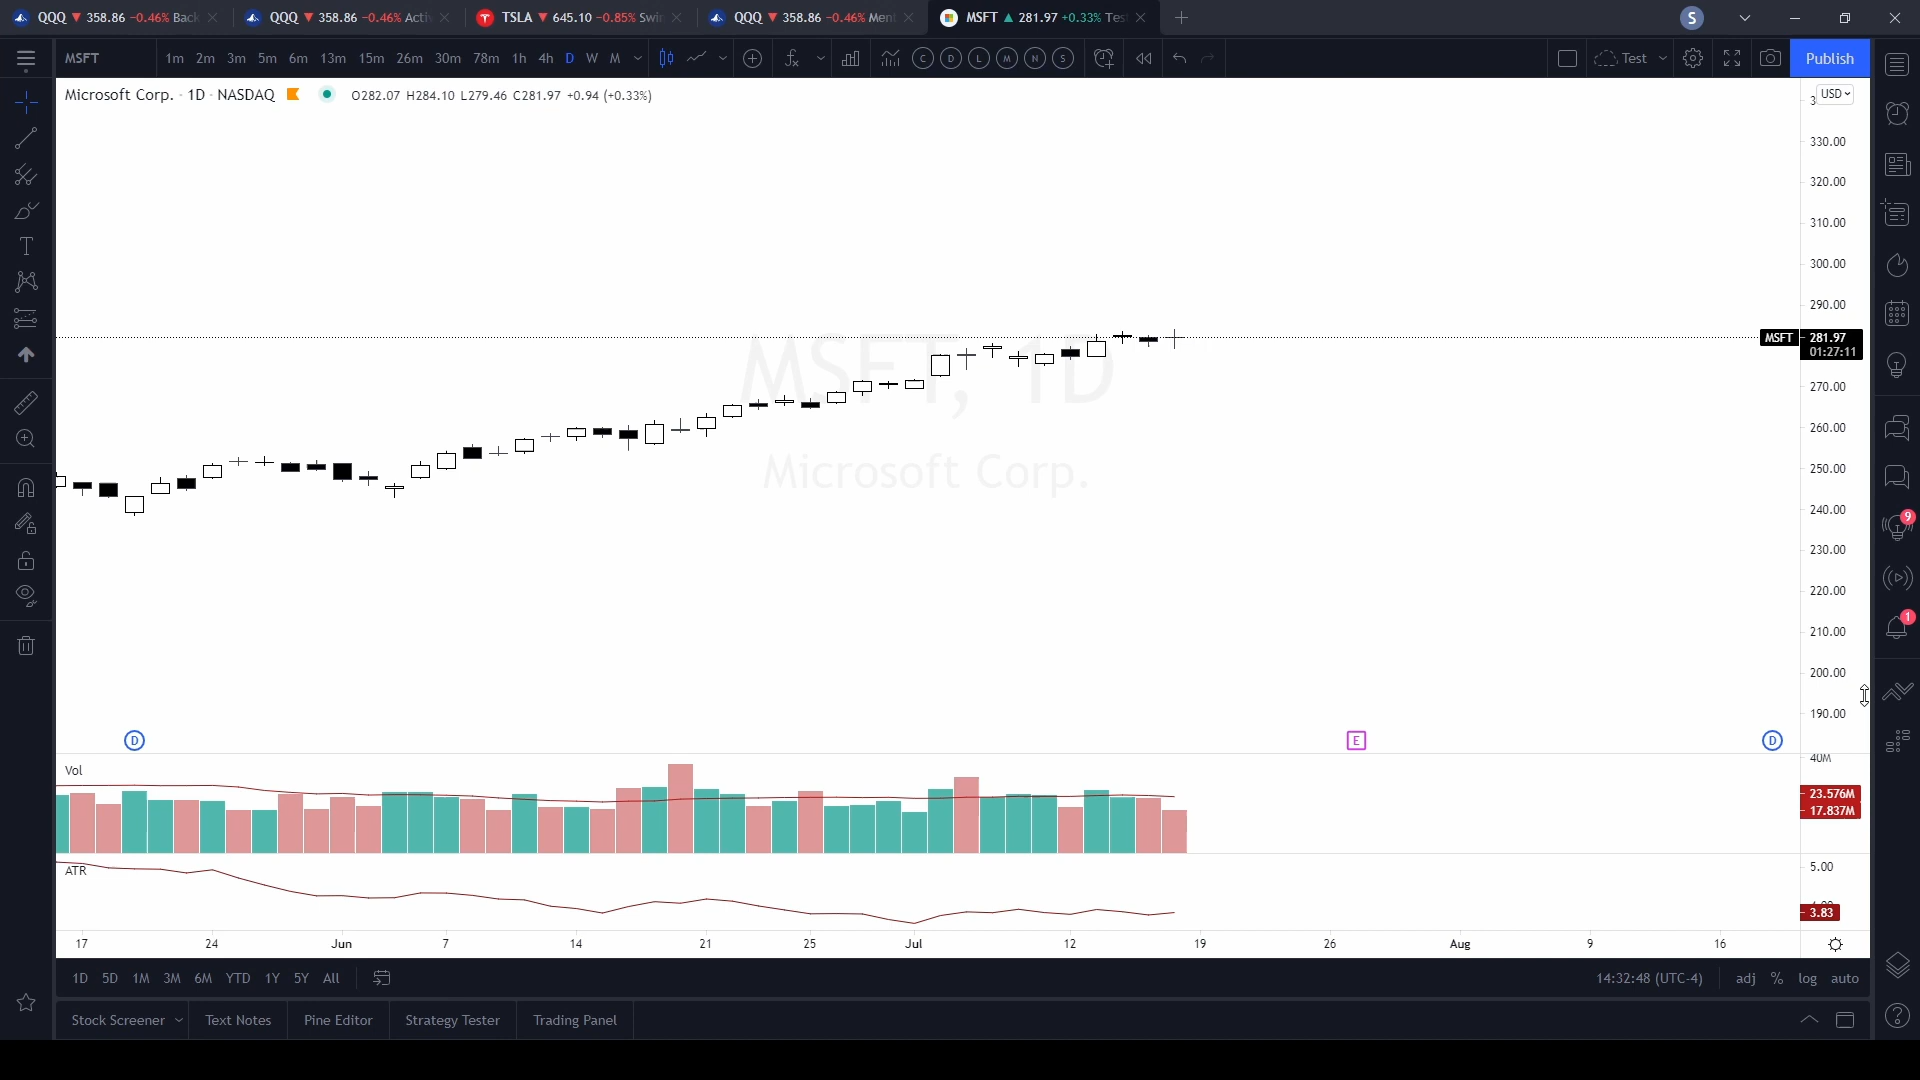 QQQ ▼ 358.86 −0.46% Back
QQQ ▼ 358.86 −0.46% Acti
TSLA ▼ 645.10 −0.85% Swin
QQQ ▼ 358.86 −0.46% Men
MSFT ▲ 281.97 +0.33% Tes
S
MSFT
1m 2m 3m 5m 6m 13m 15m 26m 30m 78m 1h 4h D W M
C D L M N S
Test
Publish
Microsoft Corp. · 1D · NASDAQ
O282.07 H284.10 L279.46 C281.97 +0.94 (+0.33%)
USD
330.00
320.00
310.00
300.00
290.00
MSFT 281.97
01:27:11
270.00
260.00
250.00
240.00
230.00
220.00
210.00
200.00
190.00
MSFT, 1D
Microsoft Corp.
9
1
D
E
D
Vol
40M
23.576M
17.837M
ATR
5.00
3.83
17 24 Jun 7 14 21 25 Jul 12 19 26 Aug 9 16
1D 5D 1M 3M 6M YTD 1Y 5Y All
14:32:48 (UTC-4)
adj % log auto
Stock Screener
Text Notes
Pine Editor
Strategy Tester
Trading Panel